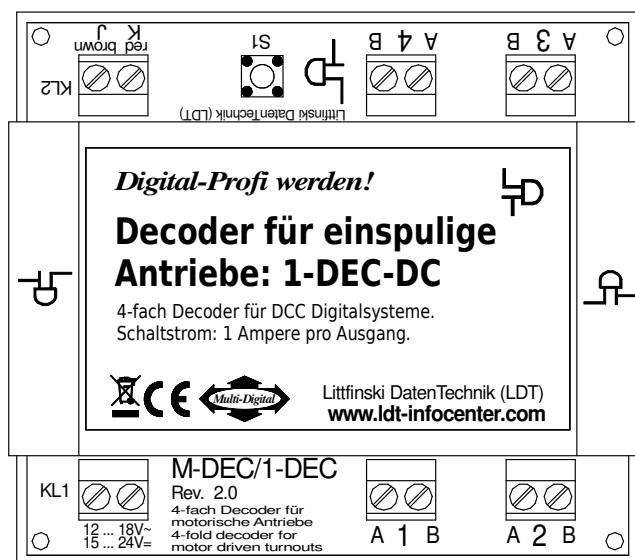 J K
brown red
KL2
S1
B 4 A
B 3 A
Littfinski DatenTechnik (LDT)
Digital-Profi werden!
Decoder für einspulige
Antriebe: 1-DEC-DC
4-fach Decoder für DCC Digitalsysteme.
Schaltstrom: 1 Ampere pro Ausgang.
CE
Multi-Digital
Littfinski DatenTechnik (LDT)
www.ldt-infocenter.com
KL1
12 ... 18V~
15 ... 24V=
M-DEC/1-DEC
Rev. 2.0
4-fach Decoder für
motorische Antriebe
4-fold decoder for
motor driven turnouts
A 1 B
A 2 B